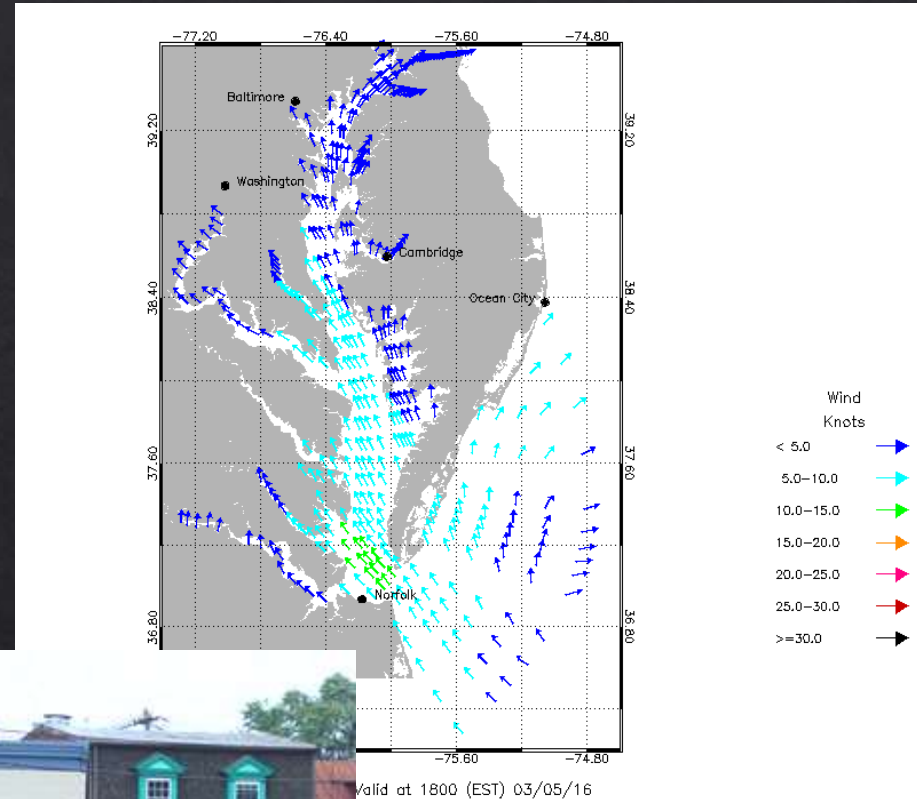 −77.20 −76.40 −75.60 −74.80
Baltimore
39.20 39.20
Washington
Cambridge
38.40 Ocean City 38.40
Wind
Knots
< 5.0
37.60 37.60
5.0−10.0
10.0−15.0
15.0−20.0
20.0−25.0
Norfolk
25.0−30.0
36.80 36.80
>=30.0
−75.60 −74.80
Valid at 1800 (EST) 03/05/16